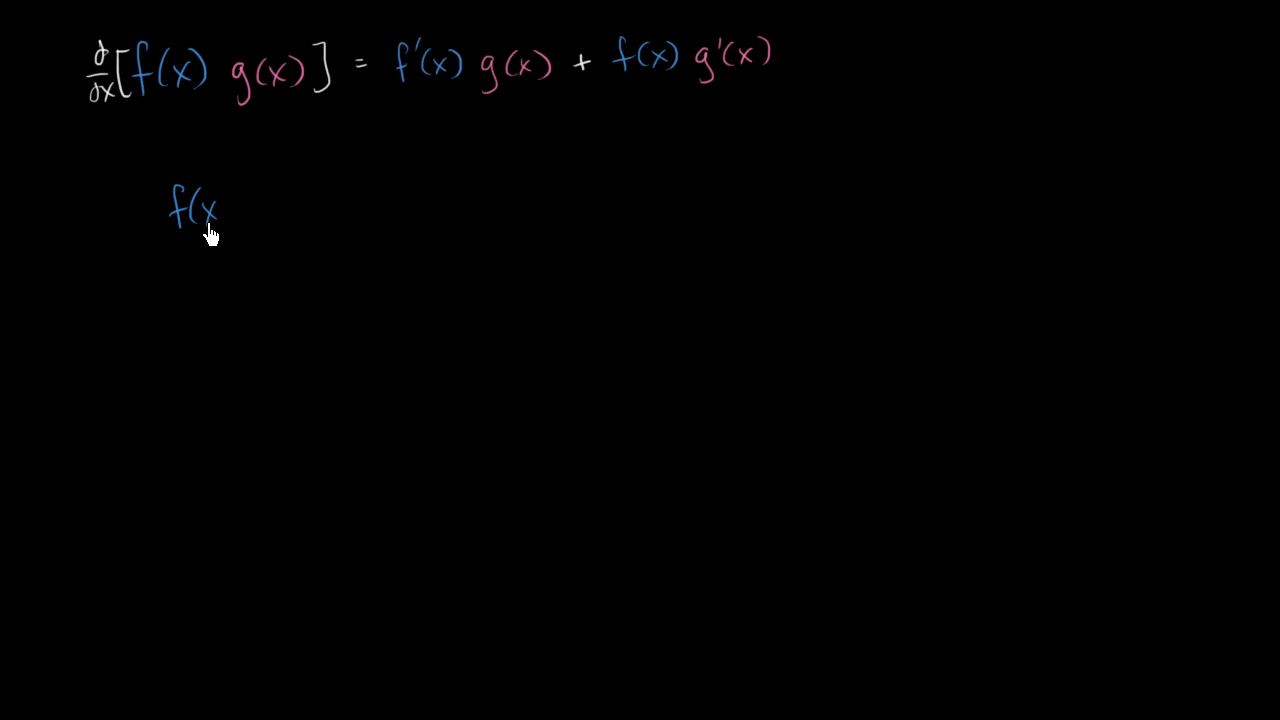 d/dx [f(x) g(x)] = f'(x) g(x) + f(x) g'(x)
f(x